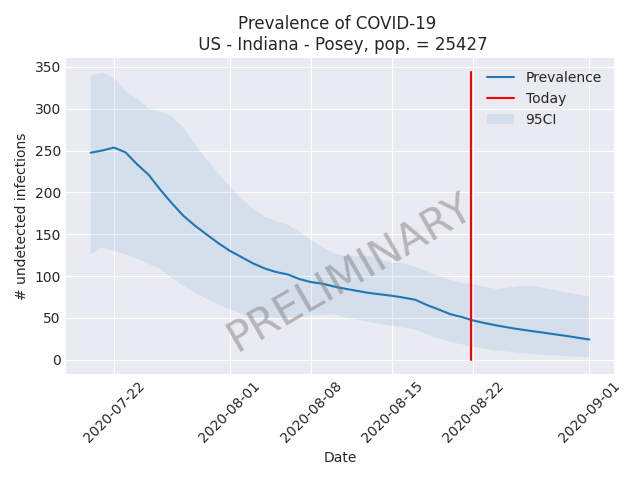 Prevalence of COVID-19
US - Indiana - Posey, pop. = 25427
350
300
250
200
150
100
50
0
# undetected infections
Prevalence
Today
95CI
PRELIMINARY
2020-07-22
2020-08-01
2020-08-08
2020-08-15
2020-08-22
2020-09-01
Date